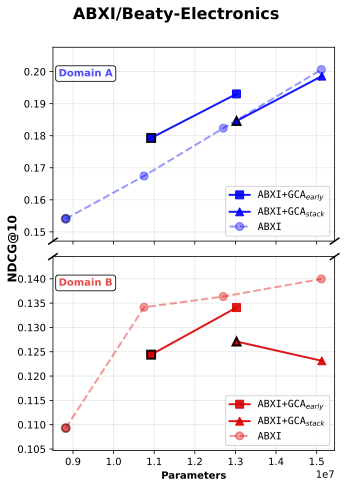 ABXI/Beaty-Electronics
NDCG@10
0.20
0.19
0.18
0.17
0.16
0.15
Domain A
ABXI+GCAearly
ABXI+GCAstack
ABXI
0.140
0.135
0.130
0.125
0.120
0.115
0.110
0.105
Domain B
ABXI+GCAearly
ABXI+GCAstack
ABXI
0.9 1.0 1.1 1.2 1.3 1.4 1.5
1e7
Parameters